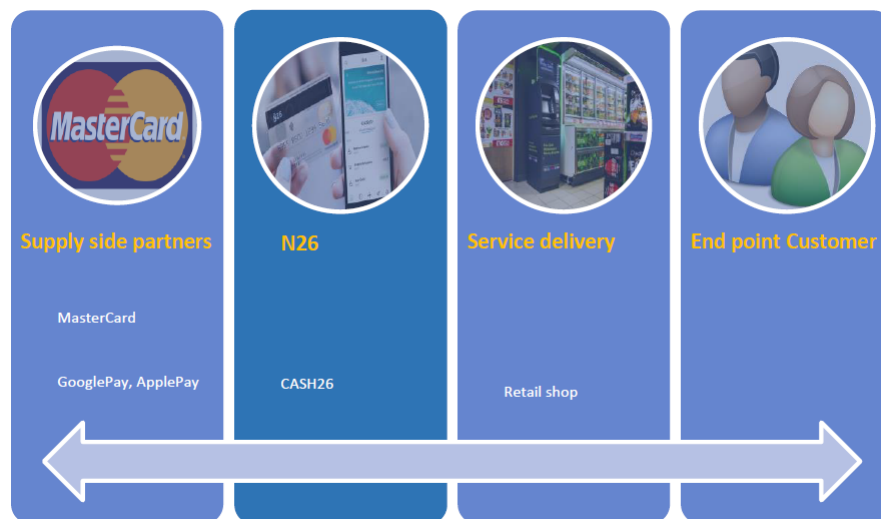 MasterCard
Supply side partners
MasterCard
GooglePay, ApplePay
N26
CASH26
Service delivery
Retail shop
End point Customer